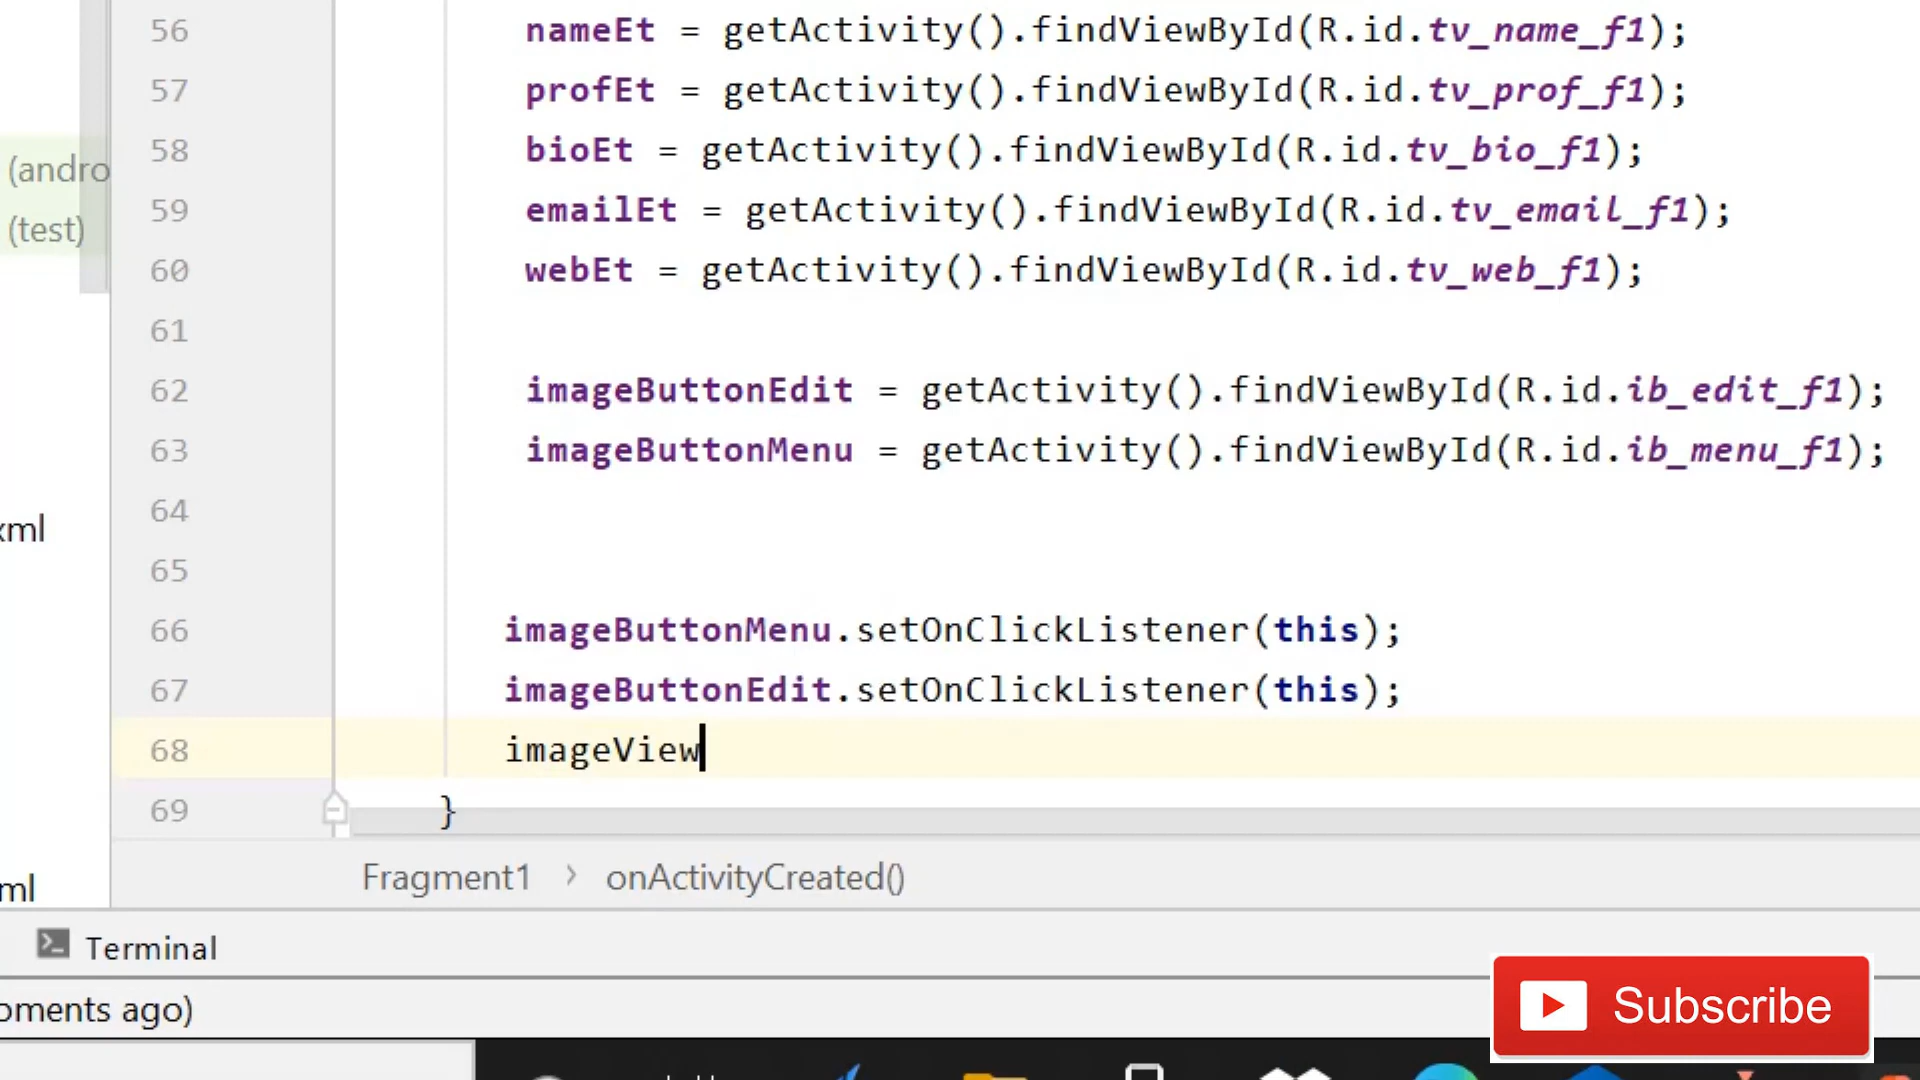 56 nameEt = getActivity().findViewById(R.id.tv_name_f1);
57 profEt = getActivity().findViewById(R.id.tv_prof_f1);
58 bioEt = getActivity().findViewById(R.id.tv_bio_f1);
(andro
59 emailEt = getActivity().findViewById(R.id.tv_email_f1);
(test)
60 webEt = getActivity().findViewById(R.id.tv_web_f1);
61
62 imageButtonEdit = getActivity().findViewById(R.id.ib_edit_f1);
63 imageButtonMenu = getActivity().findViewById(R.id.ib_menu_f1);
64
xml
65
66 imageButtonMenu.setOnClickListener(this);
67 imageButtonEdit.setOnClickListener(this);
68 imageView
69 }
ml
Fragment1 > onActivityCreated()
Terminal
oments ago)
Subscribe